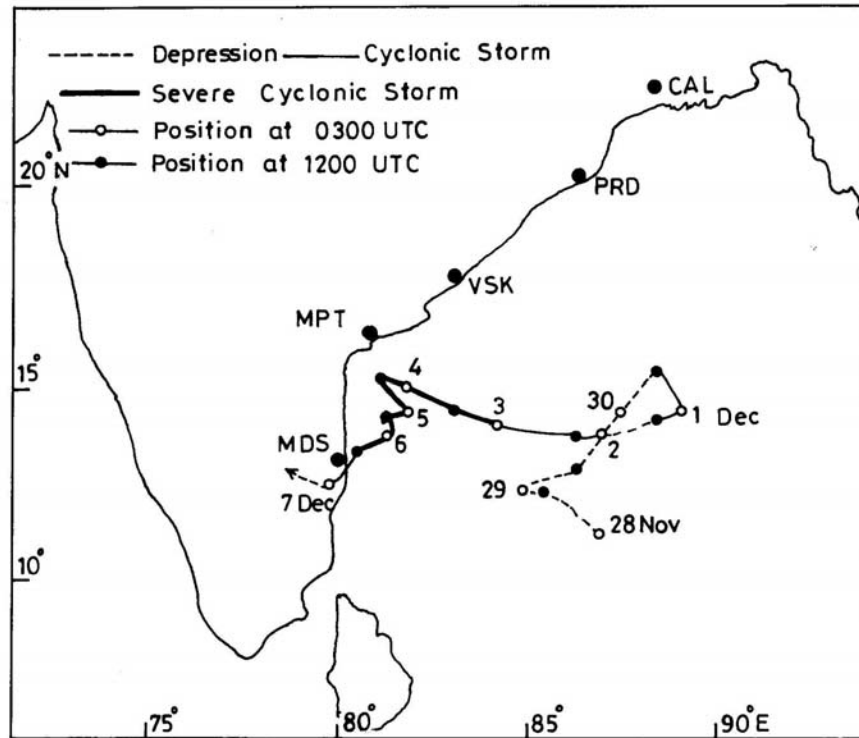 Depression Cyclonic Storm
Severe Cyclonic Storm
Position at 0300 UTC
Position at 1200 UTC
CAL
20°N
PRD
VSK
MPT
15°
4
5
3
30
1 Dec
2
6
MDS
29
7 Dec
28 Nov
10°
75°
80°
85°
90°E